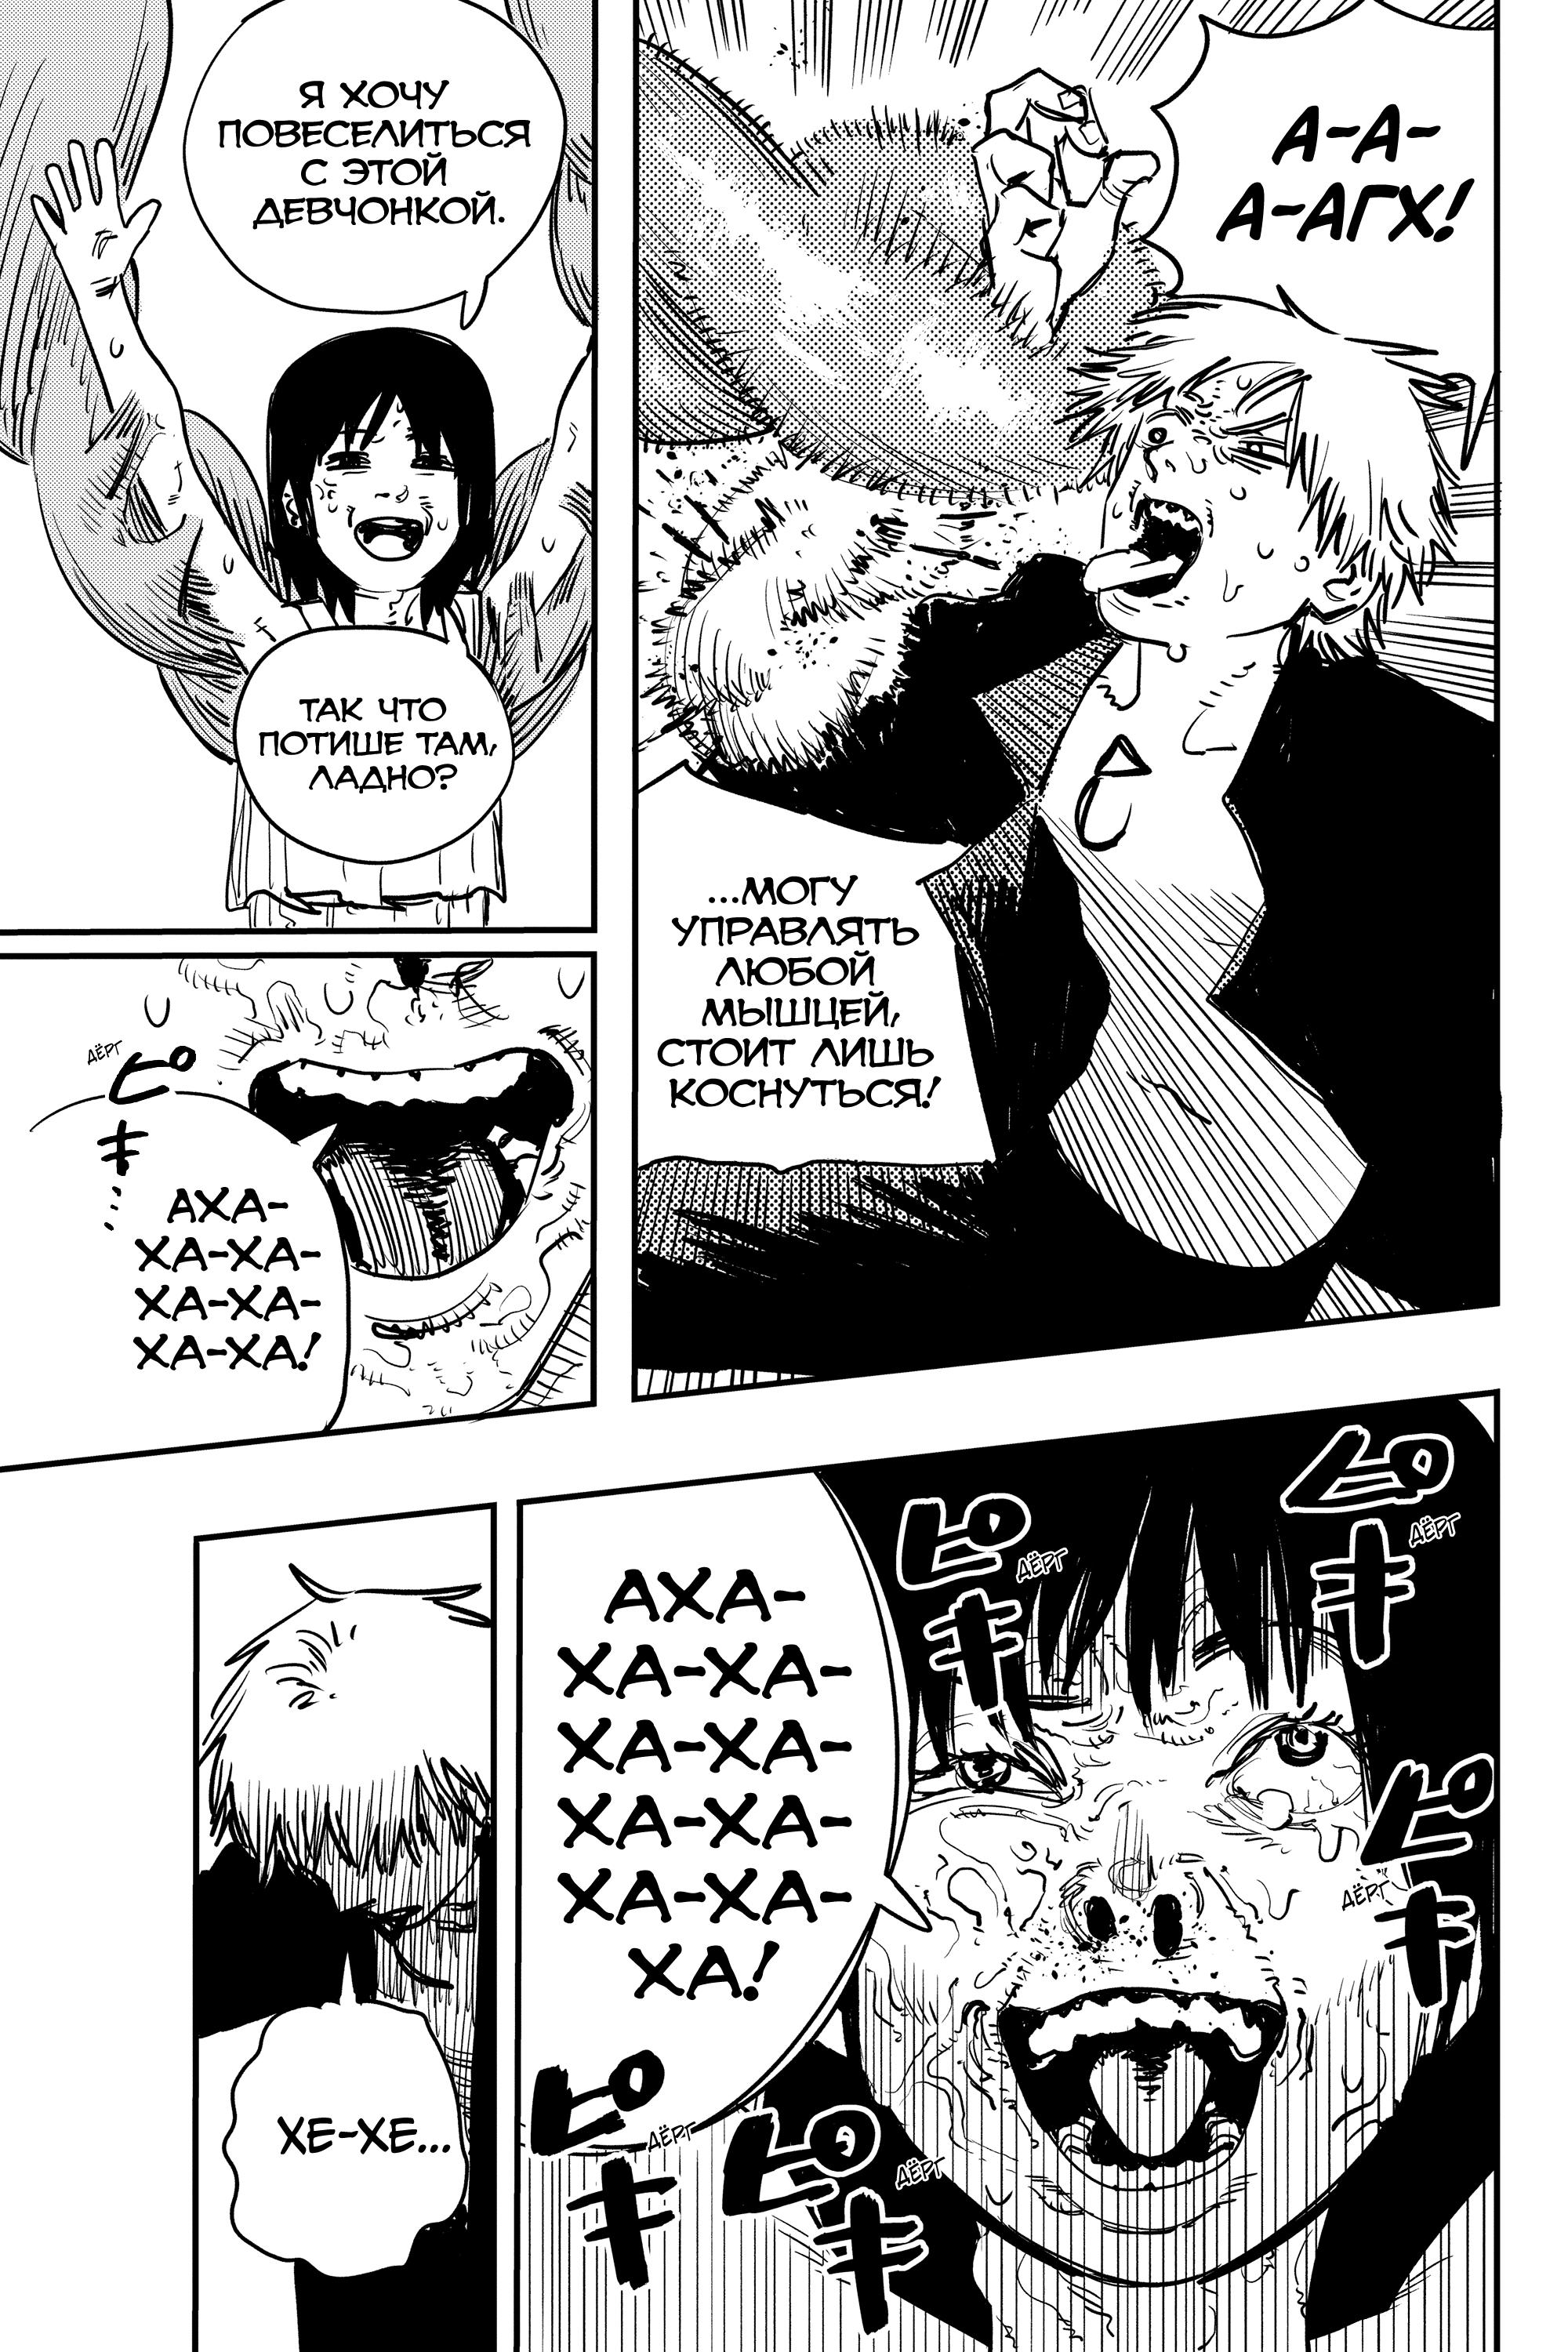 А-А-
А-АГХ!
...МОГУ
УПРАВЛЯТЬ
ЛЮБОЙ
МЫШЦЕЙ,
СТОИТ ЛИШЬ
КОСНУТЬСЯ!
Я ХОЧУ
ПОВЕСЕЛИТЬСЯ
С ЭТОЙ
ДЕВЧОНКОЙ.
ТАК ЧТО
ПОТИШЕ ТАМ,
ЛАДНО?
ピキ...
ДЁРГ
АХА-
ХА-ХА-
ХА-ХА-
ХА-ХА!
ピキ
ДЁРГ
ピキ
ДЁРГ
ピキ
ДЁРГ
АХА-
ХА-ХА-
ХА-ХА-
ХА-ХА-
ХА-ХА-
ХА!
ピキ
ДЁРГ
ピキ
ДЁРГ
ХЕ-ХЕ...